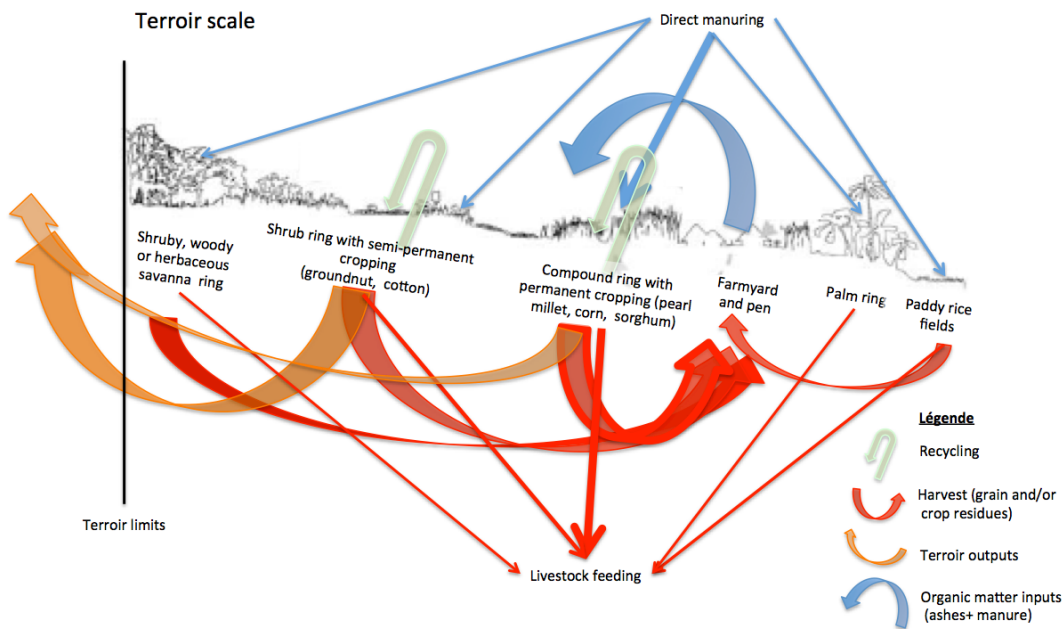 Terroir scale
Direct manuring
Shruby, woody
or herbaceous
savanna ring
Shrub ring with semi-permanent
cropping
(groundnut, cotton)
Compound ring with
permanent cropping (pearl
millet, corn, sorghum)
Farmyard
and pen
Palm ring
Paddy rice
fields
Terroir limits
Livestock feeding
Légende
Recycling
Harvest (grain and/or
crop residues)
Terroir outputs
Organic matter inputs
(ashes+ manure)